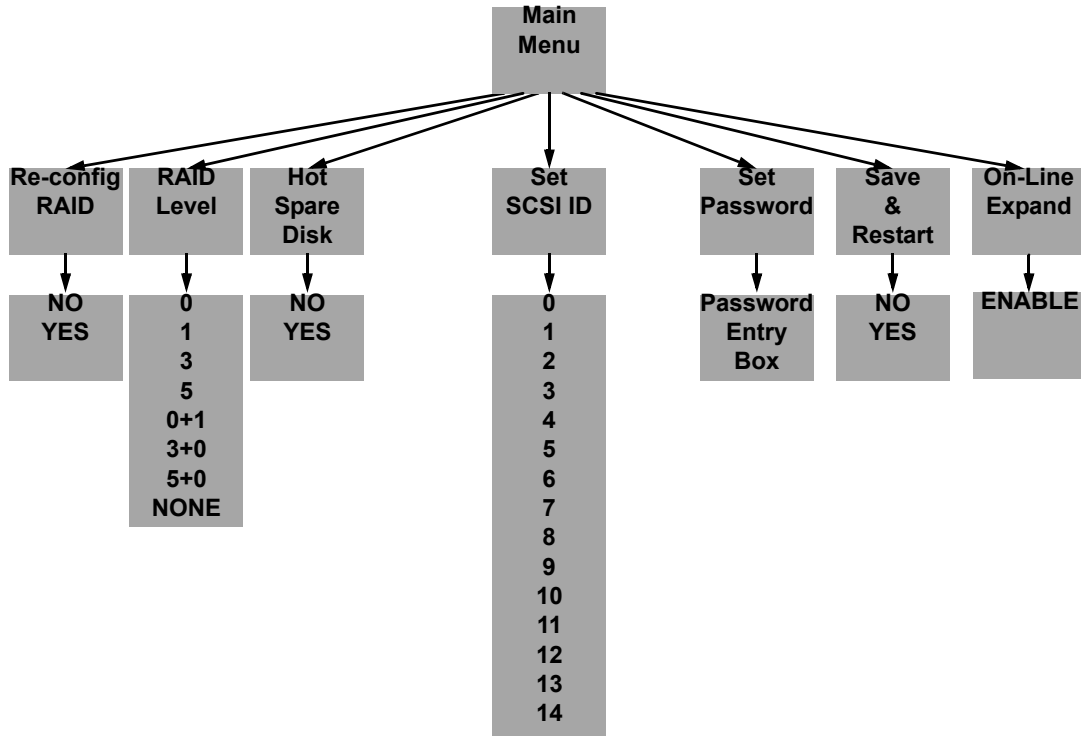 Main
Menu
Re-config
RAID
RAID
Level
Hot
Spare
Disk
Set
SCSI ID
Set
Password
Save
&
Restart
On-Line
Expand
NO
YES
0
1
3
5
0+1
3+0
5+0
NONE
NO
YES
0
1
2
3
4
5
6
7
8
9
10
11
12
13
14
Password
Entry
Box
NO
YES
ENABLE